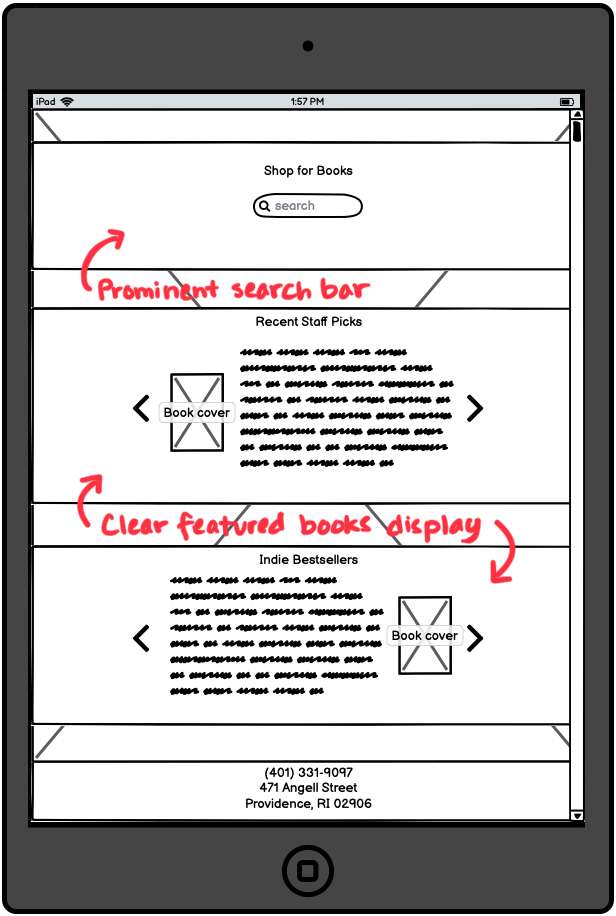 iPad
1:57 PM
Shop for Books
search
Prominent search bar
Recent Staff Picks
Book cover
Clear featured books display
Indie Bestsellers
Book cover
(401) 331-9097
471 Angell Street
Providence, RI 02906